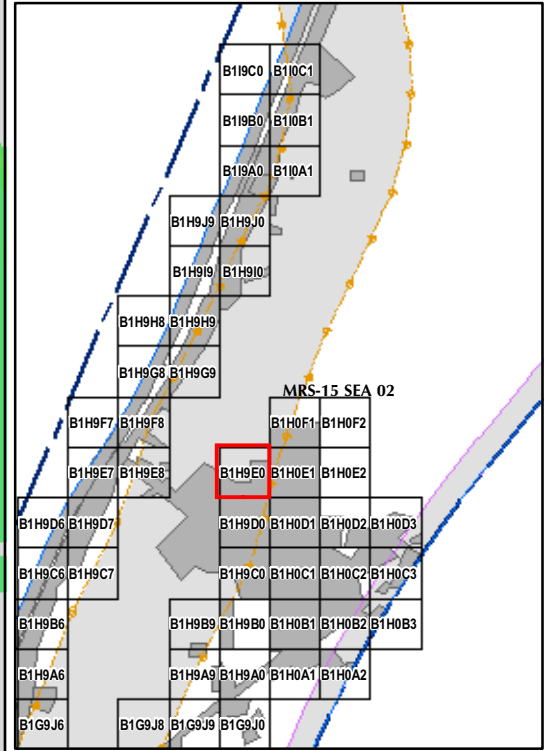 B1I9C0 B1I0C1
B1I9B0 B1I0B1
B1I9A0 B1I0A1
B1H9J9 B1H9J0
B1H9I9 B1H9I0
B1H9H8 B1H9H9
B1H9G8 B1H9G9
MRS-15 SEA 02
B1H9F7 B1H9F8 B1H0F1 B1H0F2
B1H9E7 B1H9E8 B1H9E0 B1H0E1 B1H0E2
B1H9D6 B1H9D7 B1H9D0 B1H0D1 B1H0D2 B1H0D3
B1H9C6 B1H9C7 B1H9C0 B1H0C1 B1H0C2 B1H0C3
B1H9B6 B1H9B9 B1H9B0 B1H0B1 B1H0B2 B1H0B3
B1H9A6 B1H9A9 B1H9A0 B1H0A1 B1H0A2
B1G9J6 B1G9J8 B1G9J9 B1G9J0